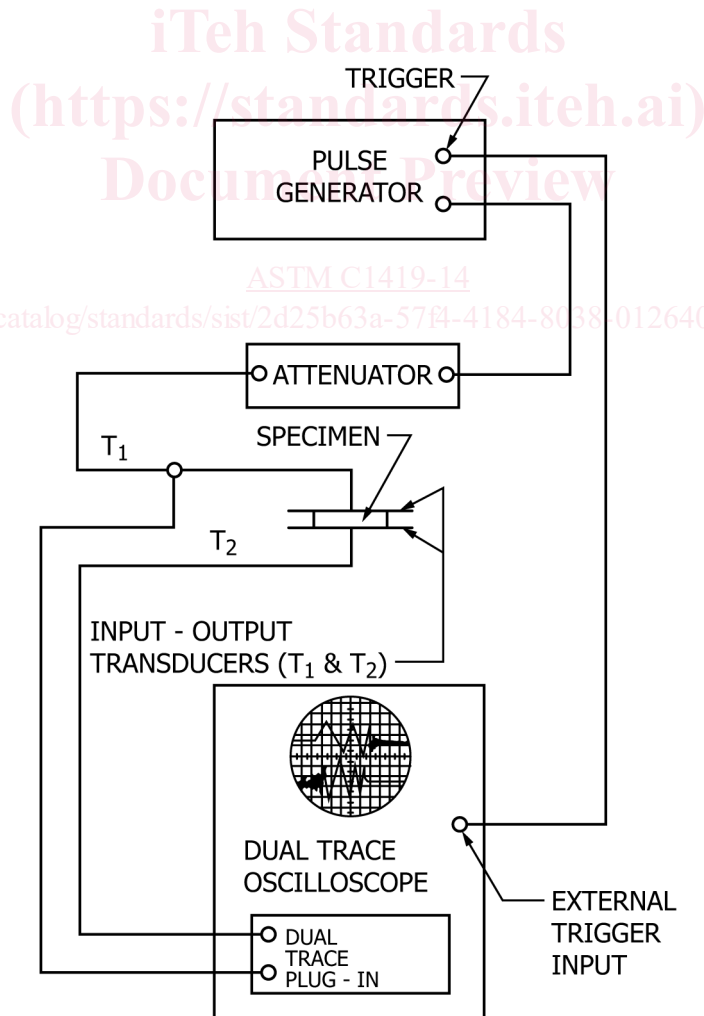 iTeh Standards
(https://standards.iteh.ai)
Document Preview
TRIGGER
PULSE
GENERATOR
ASTM C1419-14
catalog/standards/sist/2d25b63a-57f4-4184-8038-012640
ATTENUATOR
SPECIMEN
T₁
T₂
INPUT - OUTPUT
TRANSDUCERS (T₁ & T₂)
DUAL TRACE
OSCILLOSCOPE
EXTERNAL
TRIGGER
INPUT
DUAL
TRACE
PLUG - IN